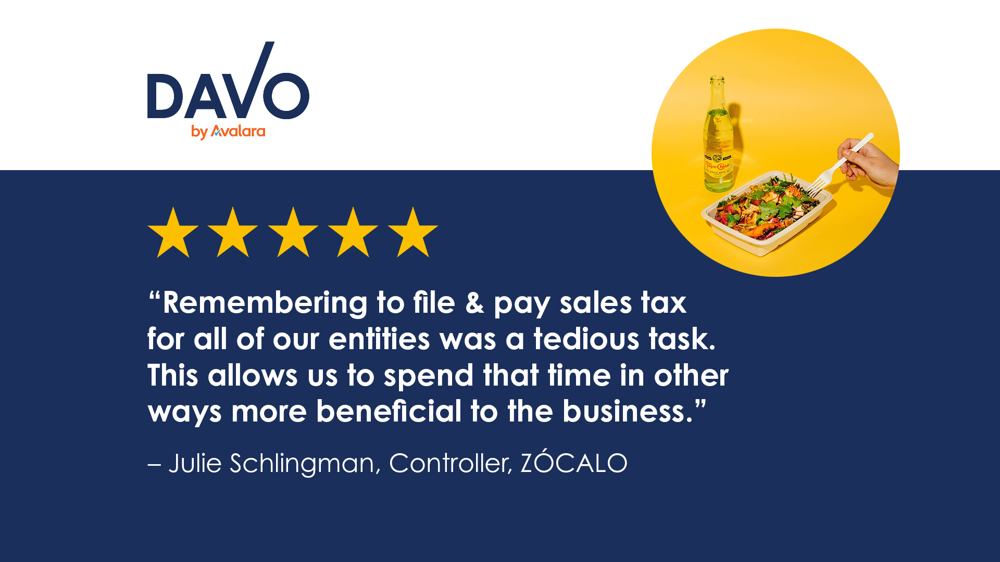 DAVO
by Avalara
Topo Chico
MINERAL WATER
“Remembering to file & pay sales tax
for all of our entities was a tedious task.
This allows us to spend that time in other
ways more beneficial to the business.”
– Julie Schlingman, Controller, ZÓCALO